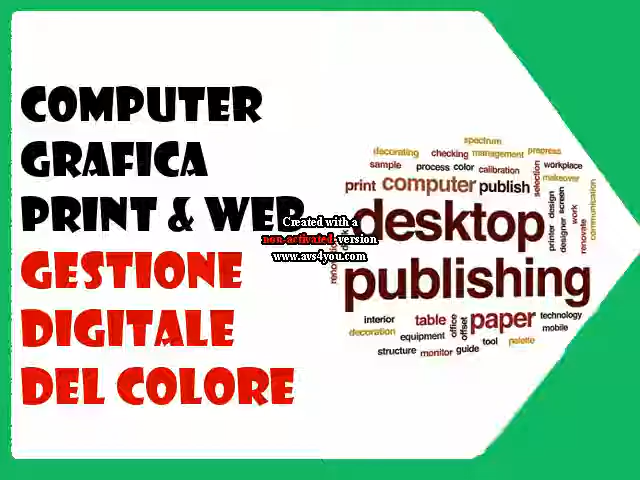 COMPUTER
GRAFICA
PRINT & WEB
GESTIONE
DIGITALE
DEL COLORE
Created with a
non-activated version
www.avs4you.com
spectrum
decorating checking management prepress
sample process color calibration selection workplace
print computer publish makeover
desktop
printer design designer screen work renovate communication
publishing
interior table office offset paper technology
decoration equipment mobile
structure monitor guide tool palette